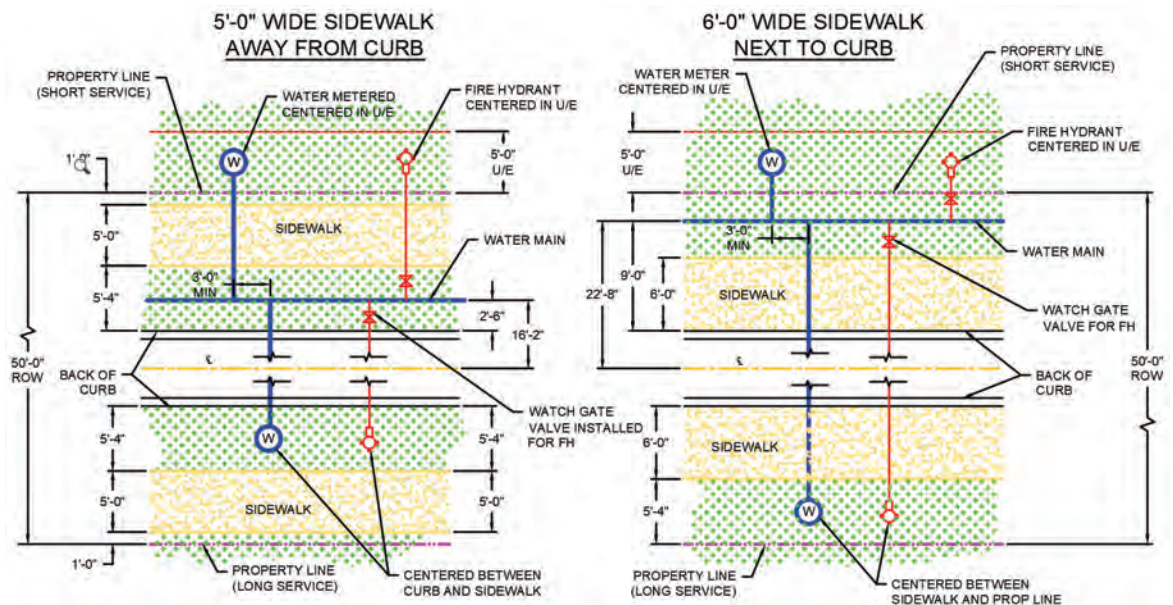 5'-0" WIDE SIDEWALK
AWAY FROM CURB
PROPERTY LINE
(SHORT SERVICE)
WATER METERED
CENTERED IN U/E
FIRE HYDRANT
CENTERED IN U/E
1'-0"
W
5'-0"
U/E
5'-0"
SIDEWALK
WATER MAIN
5'-4"
3'-0"
MIN
2'-6"
16'-2"
50'-0"
ROW
BACK OF
CURB
℄
WATCH GATE
VALVE INSTALLED
FOR FH
5'-4"
W
5'-4"
5'-0"
SIDEWALK
5'-0"
1'-0"
PROPERTY LINE
(LONG SERVICE)
CENTERED BETWEEN
CURB AND SIDEWALK
6'-0" WIDE SIDEWALK
NEXT TO CURB
PROPERTY LINE
(SHORT SERVICE)
WATER METER
CENTERED IN U/E
FIRE HYDRANT
CENTERED IN U/E
5'-0"
U/E
W
WATER MAIN
3'-0"
MIN
9'-0"
22'-8"
6'-0"
SIDEWALK
WATCH GATE
VALVE FOR FH
50'-0"
ROW
℄
BACK OF
CURB
6'-0"
SIDEWALK
5'-4"
W
PROPERTY LINE
(LONG SERVICE)
CENTERED BETWEEN
SIDEWALK AND PROP LINE